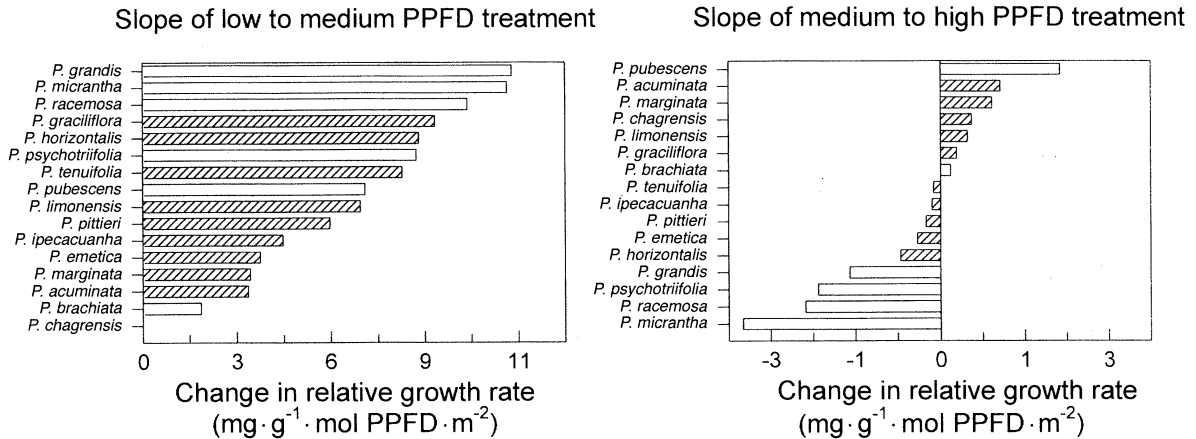 Slope of low to medium PPFD treatment
P. grandis
P. micrantha
P. racemosa
P. graciliflora
P. horizontalis
P. psychotriifolia
P. tenuifolia
P. pubescens
P. limonensis
P. pittieri
P. ipecacuanha
P. emetica
P. marginata
P. acuminata
P. brachiata
P. chagrensis
0 3 6 9 11
Change in relative growth rate
(mg·g⁻¹·mol PPFD·m⁻²)
Slope of medium to high PPFD treatment
P. pubescens
P. acuminata
P. marginata
P. chagrensis
P. limonensis
P. graciliflora
P. brachiata
P. tenuifolia
P. ipecacuanha
P. pittieri
P. emetica
P. horizontalis
P. grandis
P. psychotriifolia
P. racemosa
P. micrantha
-3 -1 0 1 3
Change in relative growth rate
(mg·g⁻¹·mol PPFD·m⁻²)